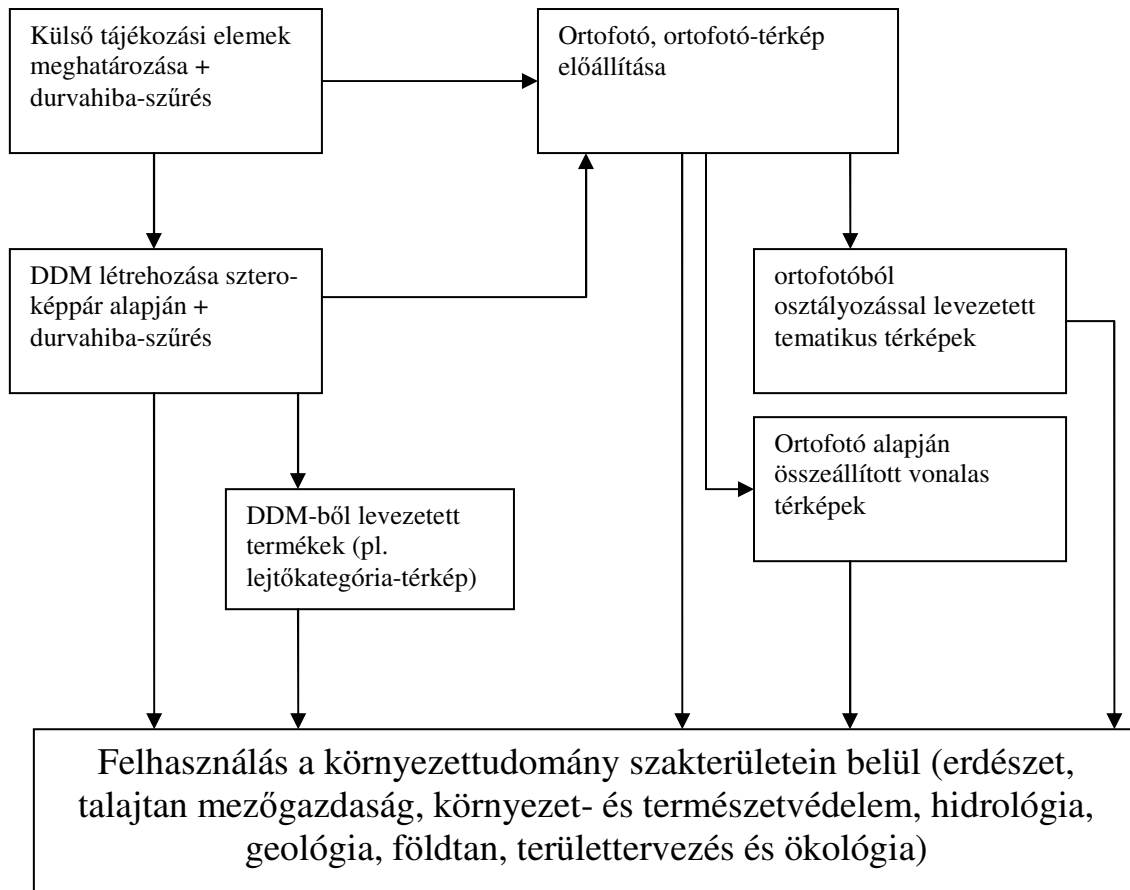 Külső tájékozási elemek
meghatározása +
durvahiba-szűrés
Ortofotó, ortofotó-térkép
előállítása
DDM létrehozása sztero-
képpár alapján +
durvahiba-szűrés
ortofotóból
osztályozással levezetett
tematikus térképek
Ortofotó alapján
összeállított vonalas
térképek
DDM-ből levezetett
termékek (pl.
lejtőkategória-térkép)
Felhasználás a környezettudomány szakterületein belül (erdészet,
talajtan mezőgazdaság, környezet- és természetvédelem, hidrológia,
geológia, földtan, területtervezés és ökológia)